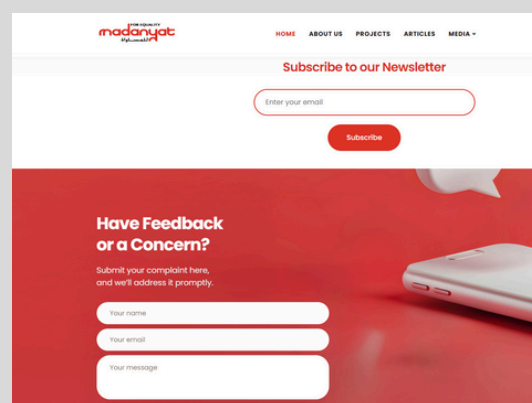 FOR EQUALITY
madanyat
HOME ABOUT US PROJECTS ARTICLES MEDIA
Subscribe to our Newsletter
Enter your email
Subscribe
Have Feedback
or a Concern?
Submit your complaint here,
and we'll address it promptly.
Your name
Your email
Your message